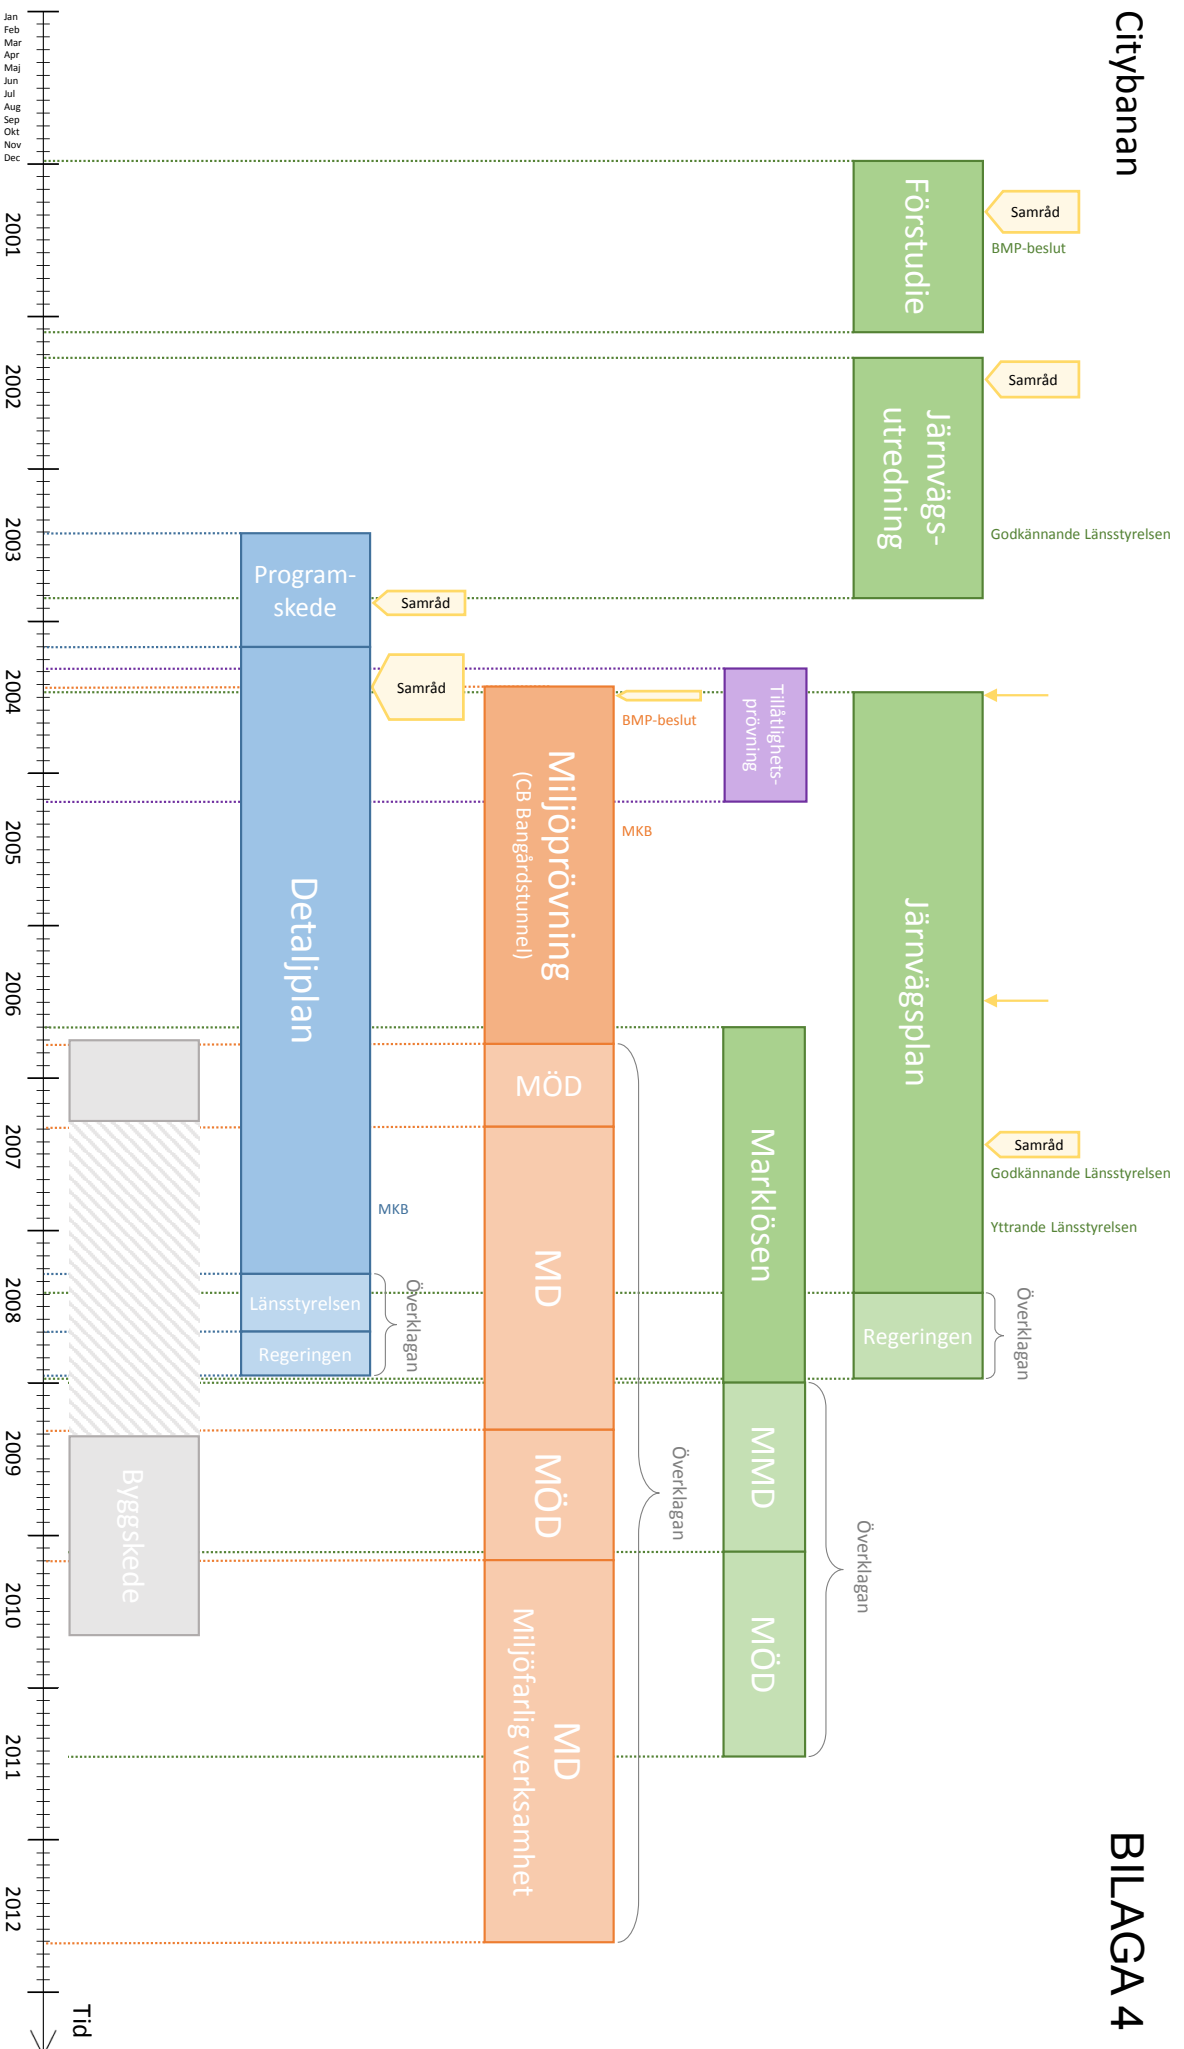 Citybanan
BILAGA 4
Samråd
BMP-beslut
Samråd
Godkännande Länsstyrelsen
Samråd
Godkännande Länsstyrelsen
Yttrande Länsstyrelsen
Överklagan
Förstudie
Järnvägs-
utredning
Järnvägsplan
Regeringen
Överklagan
Tillåtlighets-
prövning
Marklösen
MMD
MÖD
BMP-beslut
MKB
Överklagan
Miljöprövning
(CB Bangårdstunnel)
MÖD
MD
MÖD
MD
Miljöfarlig verksamhet
Samråd
Samråd
MKB
Överklagan
Program-
skede
Detaljplan
Länsstyrelsen
Regeringen
Byggskede
Tid
Jan
Feb
Mar
Apr
Maj
Jun
Jul
Aug
Sep
Okt
Nov
Dec
2001
2002
2003
2004
2005
2006
2007
2008
2009
2010
2011
2012